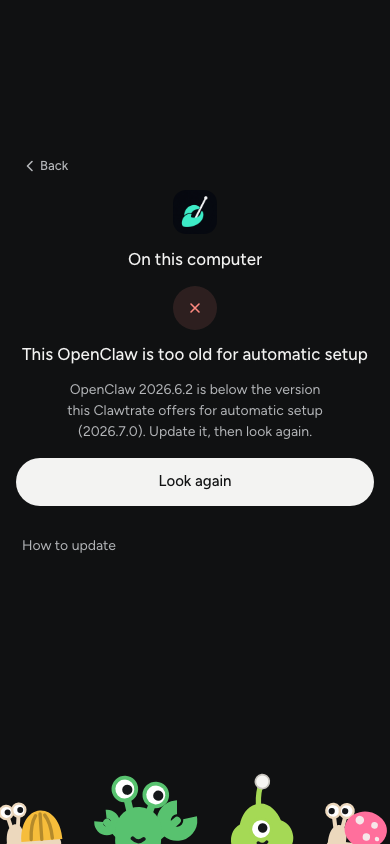 Back
On this computer
This OpenClaw is too old for automatic setup
OpenClaw 2026.6.2 is below the version
this Clawtrate offers for automatic setup
(2026.7.0). Update it, then look again.
Look again
How to update